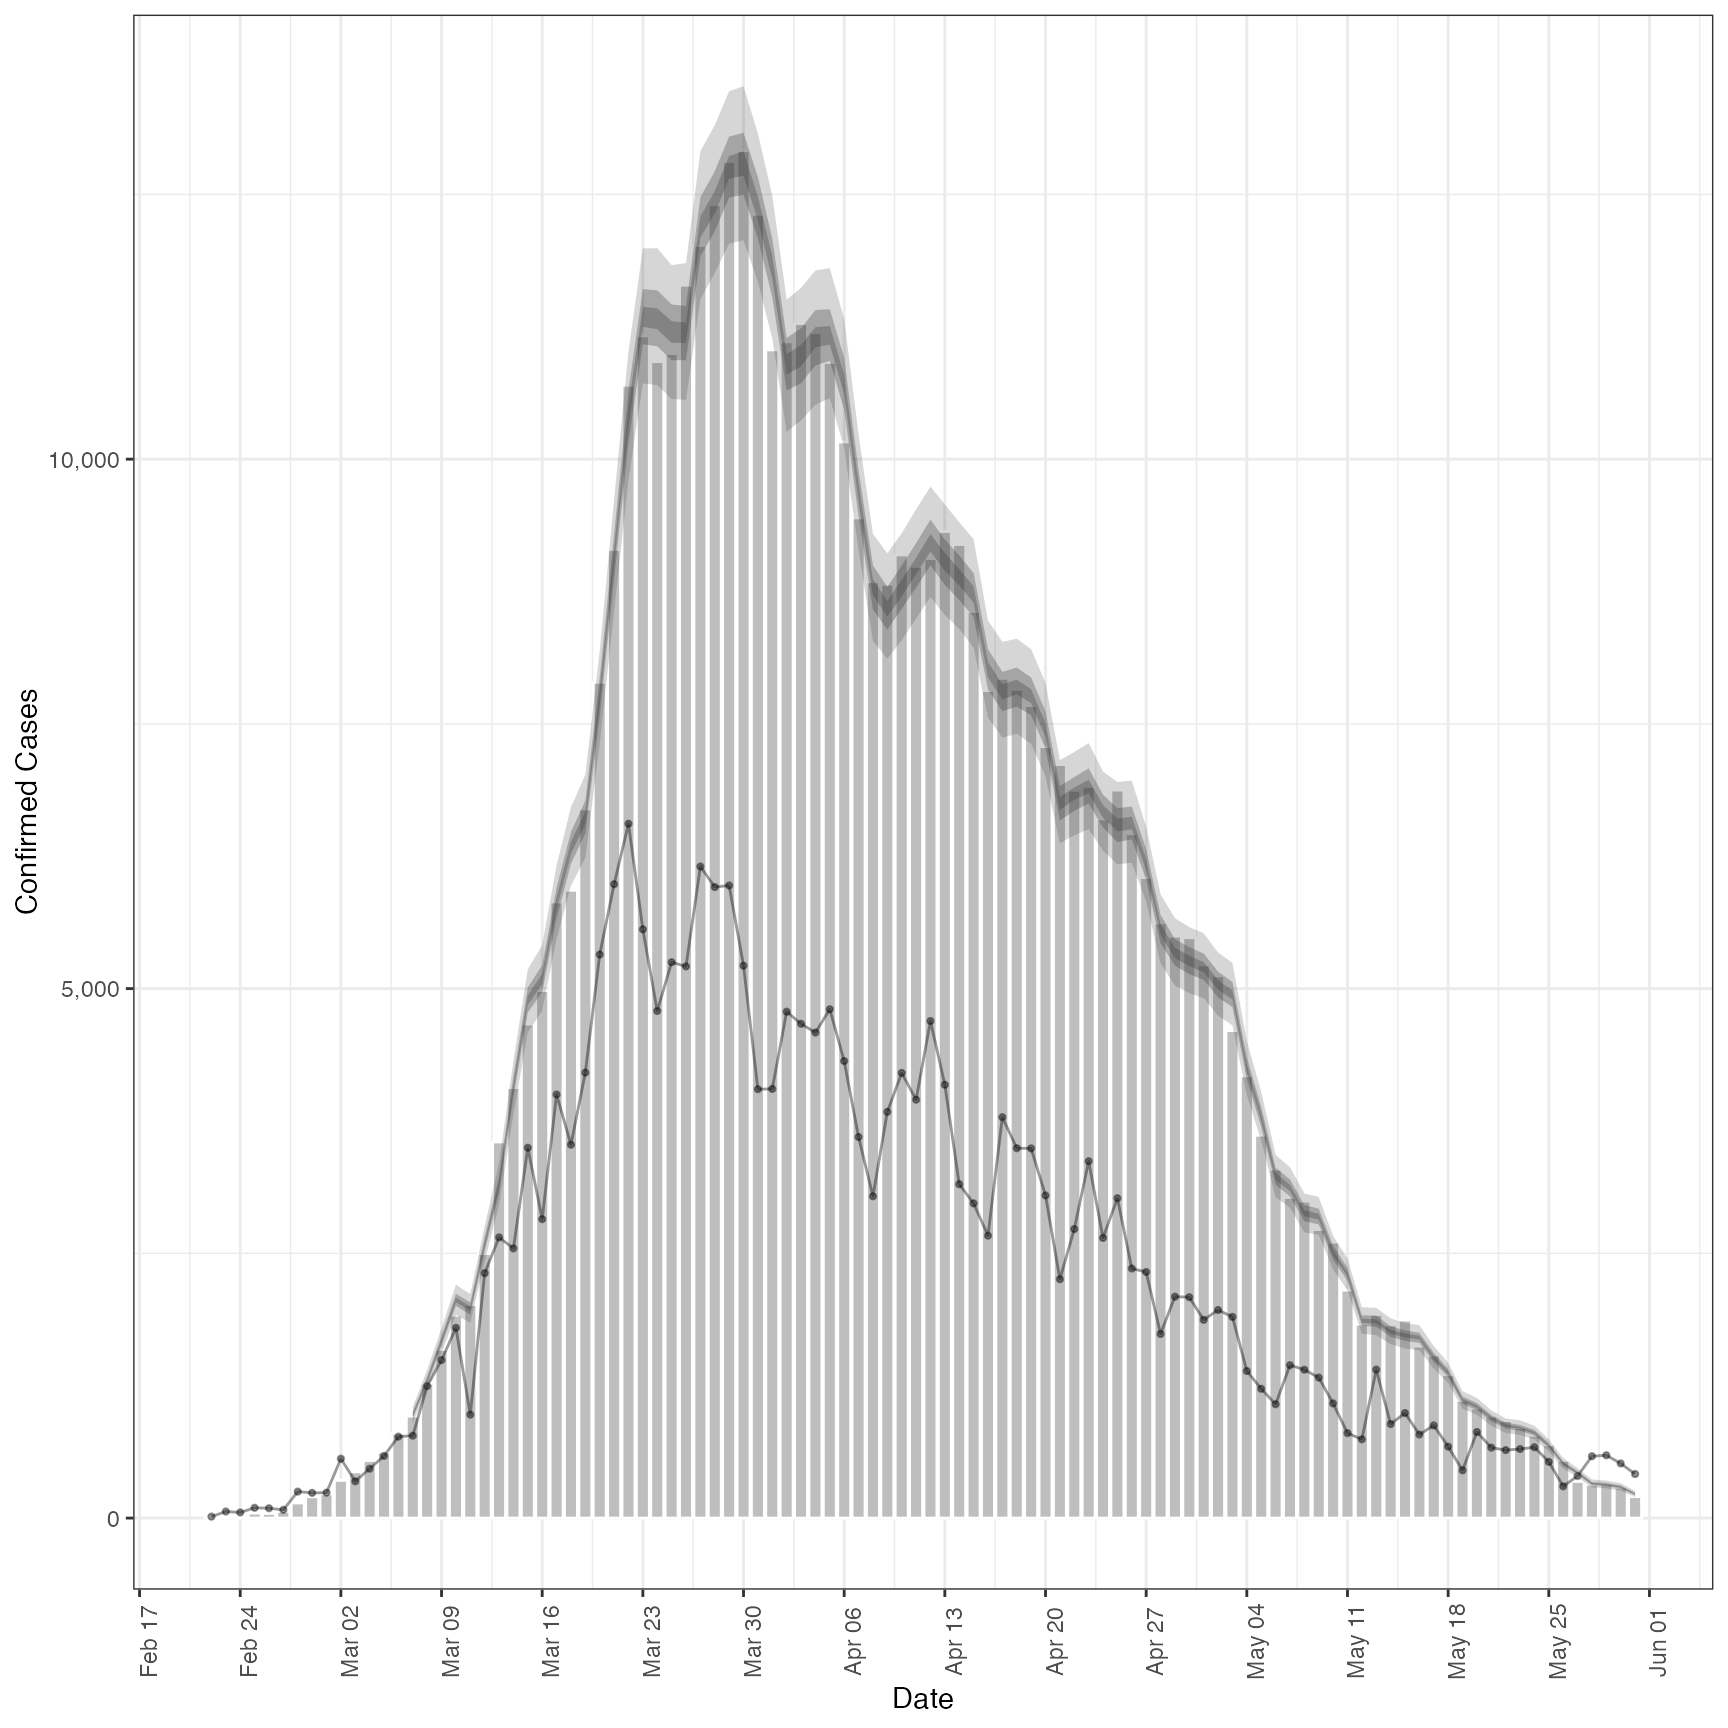 Confirmed Cases
10,000
5,000
0
Feb 17
Feb 24
Mar 02
Mar 09
Mar 16
Mar 23
Mar 30
Apr 06
Apr 13
Apr 20
Apr 27
May 04
May 11
May 18
May 25
Jun 01
Date